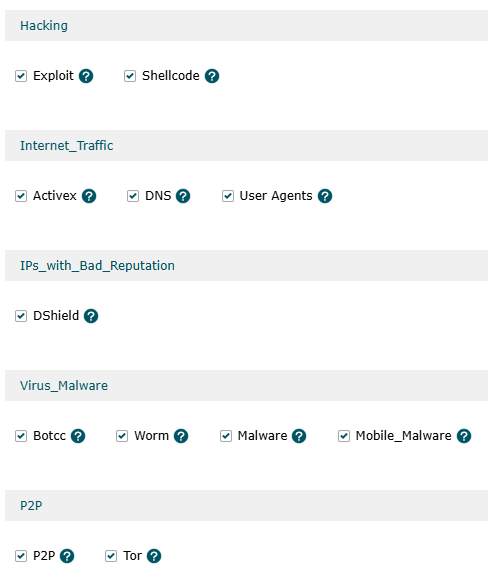 Hacking
Exploit ? Shellcode ?
Internet_Traffic
Activex ? DNS ? User Agents ?
IPs_with_Bad_Reputation
DShield ?
Virus_Malware
Botcc ? Worm ? Malware ? Mobile_Malware ?
P2P
P2P ? Tor ?